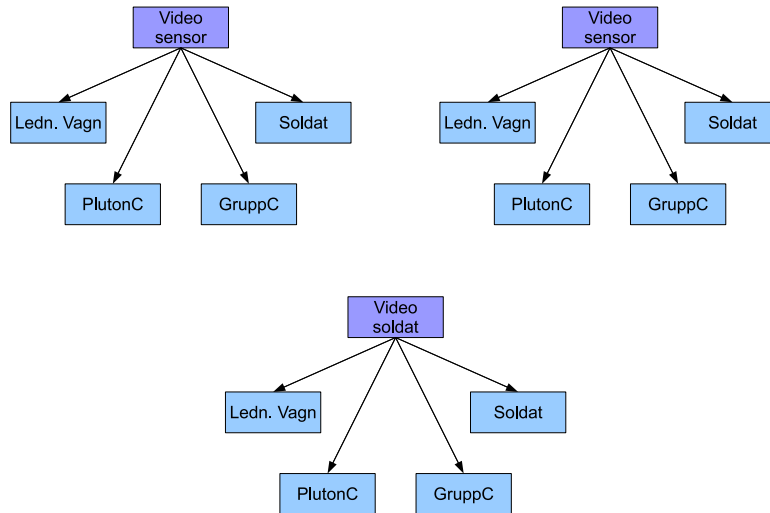 Video
sensor
Ledn. Vagn
Soldat
PlutonC
GruppC
Video
sensor
Ledn. Vagn
Soldat
PlutonC
GruppC
Video
soldat
Ledn. Vagn
Soldat
PlutonC
GruppC